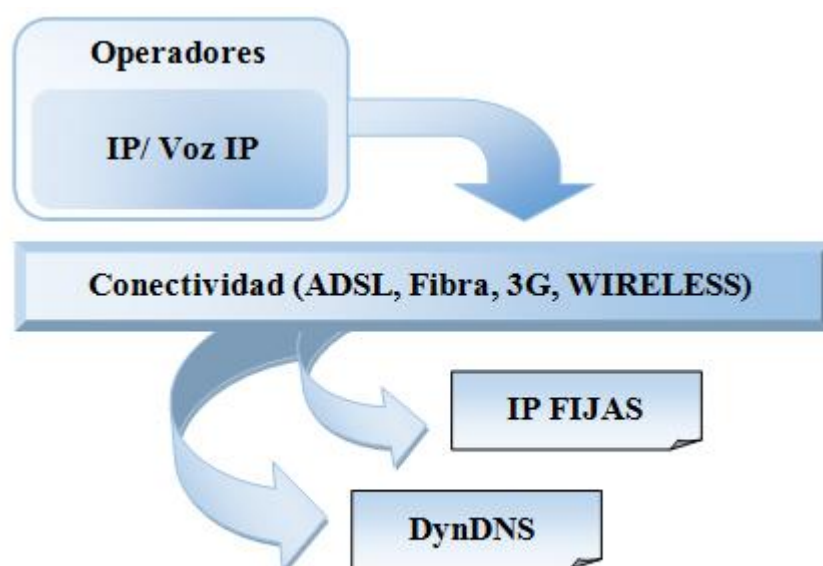 Operadores
IP/ Voz IP
Conectividad (ADSL, Fibra, 3G, WIRELESS)
IP FIJAS
DynDNS